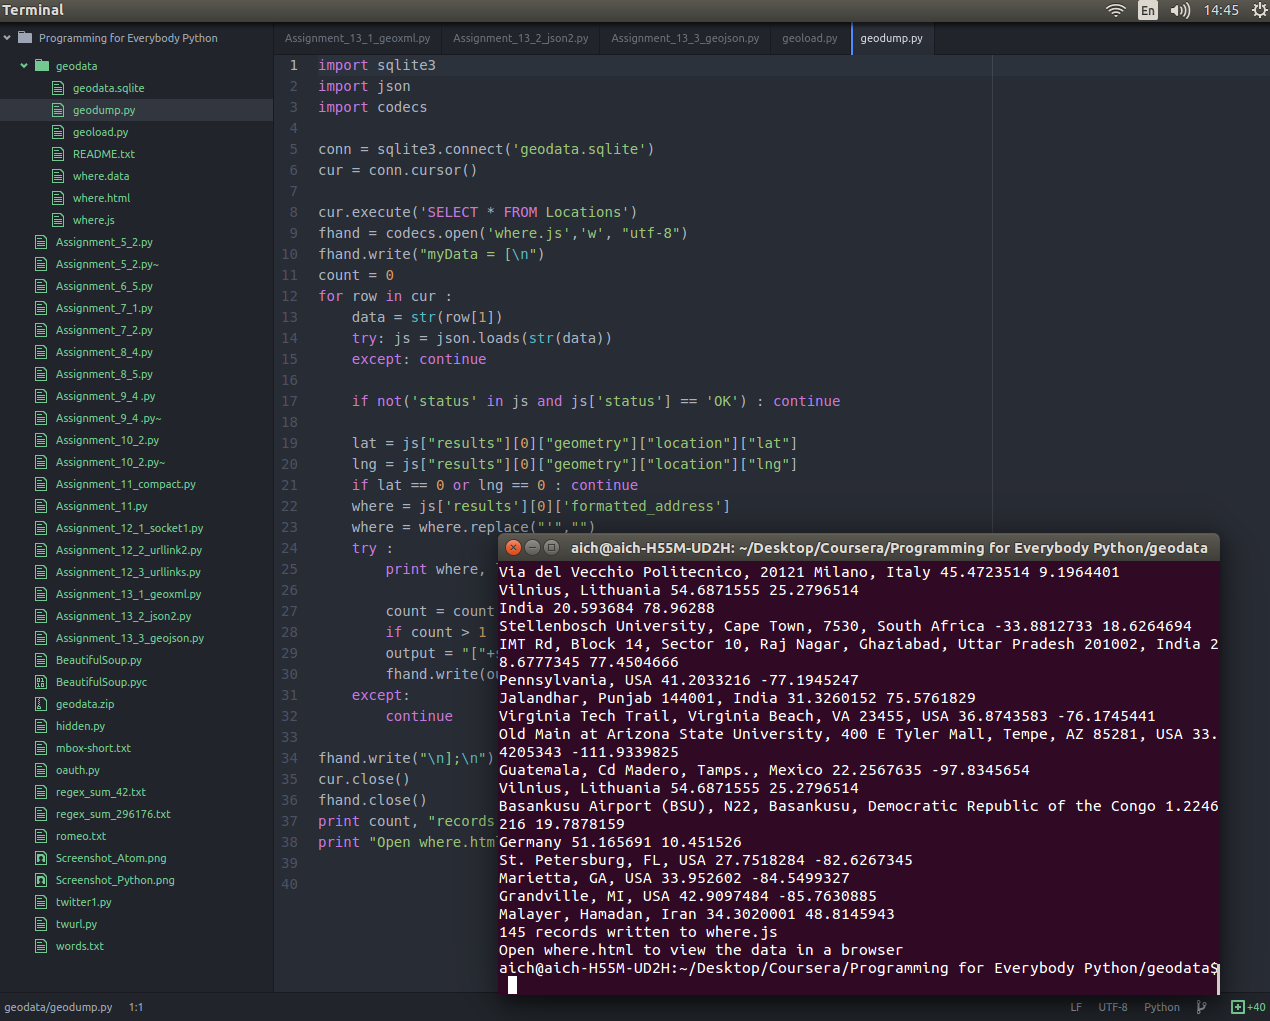 Terminal
En
14:45
Programming for Everybody Python
geodata
geodata.sqlite
geodump.py
geoload.py
README.txt
where.data
where.html
where.js
Assignment_5_2.py
Assignment_5_2.py~
Assignment_6_5.py
Assignment_7_1.py
Assignment_7_2.py
Assignment_8_4.py
Assignment_8_5.py
Assignment_9_4 .py
Assignment_9_4 .py~
Assignment_10_2.py
Assignment_10_2.py~
Assignment_11_compact.py
Assignment_11.py
Assignment_12_1_socket1.py
Assignment_12_2_urllink2.py
Assignment_12_3_urllinks.py
Assignment_13_1_geoxml.py
Assignment_13_2_json2.py
Assignment_13_3_geojson.py
BeautifulSoup.py
BeautifulSoup.pyc
geodata.zip
hidden.py
mbox-short.txt
oauth.py
regex_sum_42.txt
regex_sum_296176.txt
romeo.txt
Screenshot_Atom.png
Screenshot_Python.png
twitter1.py
twurl.py
words.txt
Assignment_13_1_geoxml.py
Assignment_13_2_json2.py
Assignment_13_3_geojson.py
geoload.py
geodump.py
1 import sqlite3
2 import json
3 import codecs
4
5 conn = sqlite3.connect('geodata.sqlite')
6 cur = conn.cursor()
7
8 cur.execute('SELECT * FROM Locations')
9 fhand = codecs.open('where.js','w', "utf-8")
10 fhand.write("myData = [\n")
11 count = 0
12 for row in cur :
13 data = str(row[1])
14 try: js = json.loads(str(data))
15 except: continue
16
17 if not('status' in js and js['status'] == 'OK') : continue
18
19 lat = js["results"][0]["geometry"]["location"]["lat"]
20 lng = js["results"][0]["geometry"]["location"]["lng"]
21 if lat == 0 or lng == 0 : continue
22 where = js['results'][0]['formatted_address']
23 where = where.replace("'","")
24 try :
25 print where,
26
27 count = count
28 if count > 1
29 output = "["+
30 fhand.write(
31 except:
32 continue
33
34 fhand.write("\n];\n")
35 cur.close()
36 fhand.close()
37 print count, "records
38 print "Open where.htm
39
40
aich@aich-H55M-UD2H: ~/Desktop/Coursera/Programming for Everybody Python/geodata
Via del Vecchio Politecnico, 20121 Milano, Italy 45.4723514 9.1964401
Vilnius, Lithuania 54.6871555 25.2796514
India 20.593684 78.96288
Stellenbosch University, Cape Town, 7530, South Africa -33.8812733 18.6264694
IMT Rd, Block 14, Sector 10, Raj Nagar, Ghaziabad, Uttar Pradesh 201002, India 2
8.6777345 77.4504666
Pennsylvania, USA 41.2033216 -77.1945247
Jalandhar, Punjab 144001, India 31.3260152 75.5761829
Virginia Tech Trail, Virginia Beach, VA 23455, USA 36.8743583 -76.1745441
Old Main at Arizona State University, 400 E Tyler Mall, Tempe, AZ 85281, USA 33.
4205343 -111.9339825
Guatemala, Cd Madero, Tamps., Mexico 22.2567635 -97.8345654
Vilnius, Lithuania 54.6871555 25.2796514
Basankusu Airport (BSU), N22, Basankusu, Democratic Republic of the Congo 1.2246
216 19.7878159
Germany 51.165691 10.451526
St. Petersburg, FL, USA 27.7518284 -82.6267345
Marietta, GA, USA 33.952602 -84.5499327
Grandville, MI, USA 42.9097484 -85.7630885
Malayer, Hamadan, Iran 34.3020001 48.8145943
145 records written to where.js
Open where.html to view the data in a browser
aich@aich-H55M-UD2H:~/Desktop/Coursera/Programming for Everybody Python/geodata$
geodata/geodump.py 1:1
LF UTF-8 Python +40